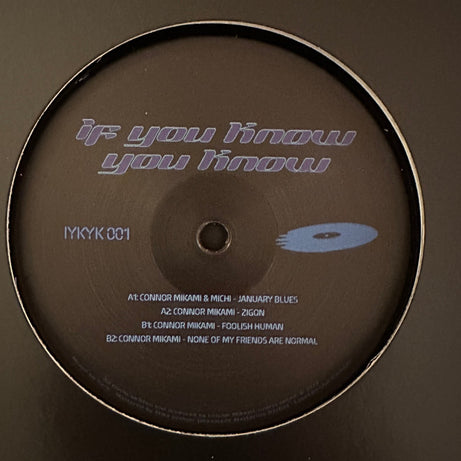 if you know
you know
IYKYK 001
A1: CONNOR MIKAMI & MICHI - JANUARY BLUES
A2: CONNOR MIKAMI - ZIGON
B1: CONNOR MIKAMI - FOOLISH HUMAN
B2: CONNOR MIKAMI - NONE OF MY FRIENDS ARE NORMAL